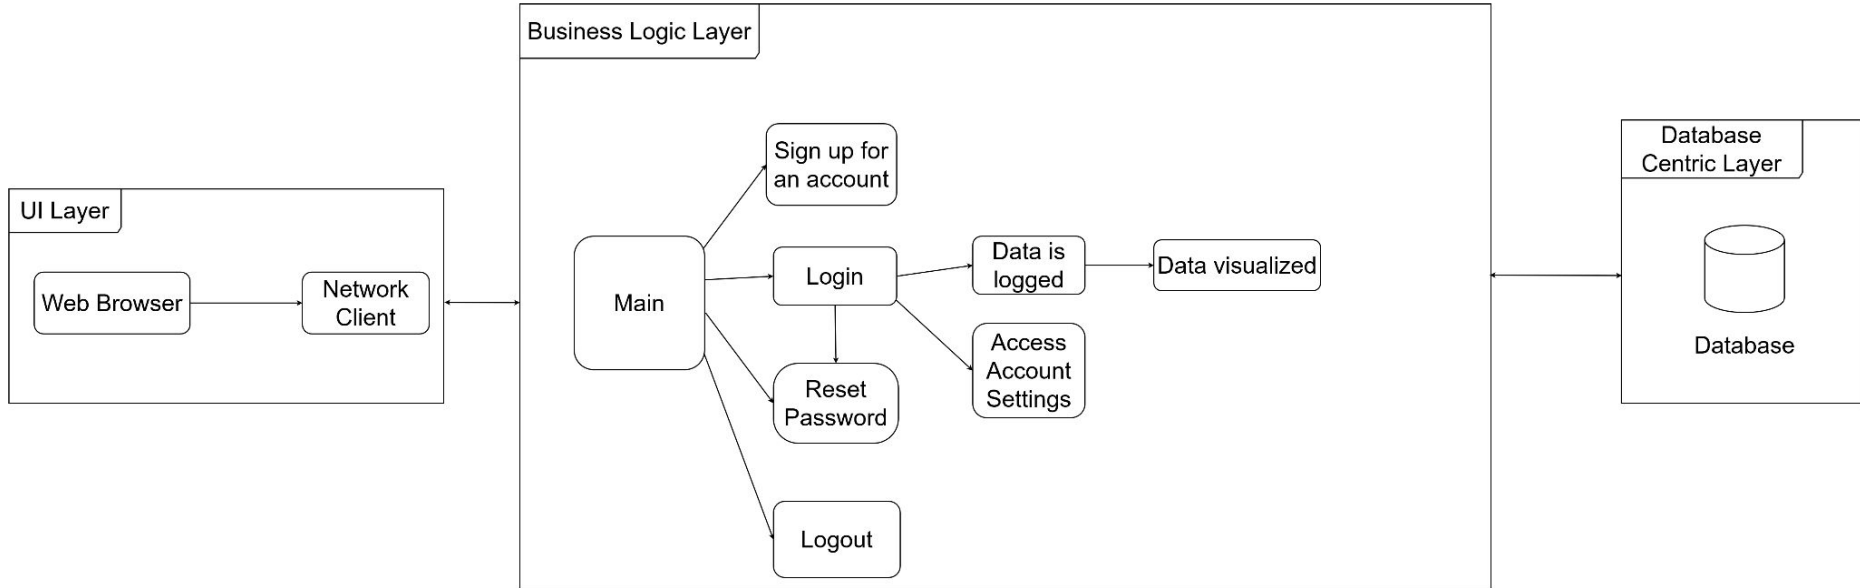 UI Layer
Web Browser
Network
Client
Business Logic Layer
Main
Sign up for
an account
Login
Reset
Password
Logout
Data is
logged
Access
Account
Settings
Data visualized
Database
Centric Layer
Database